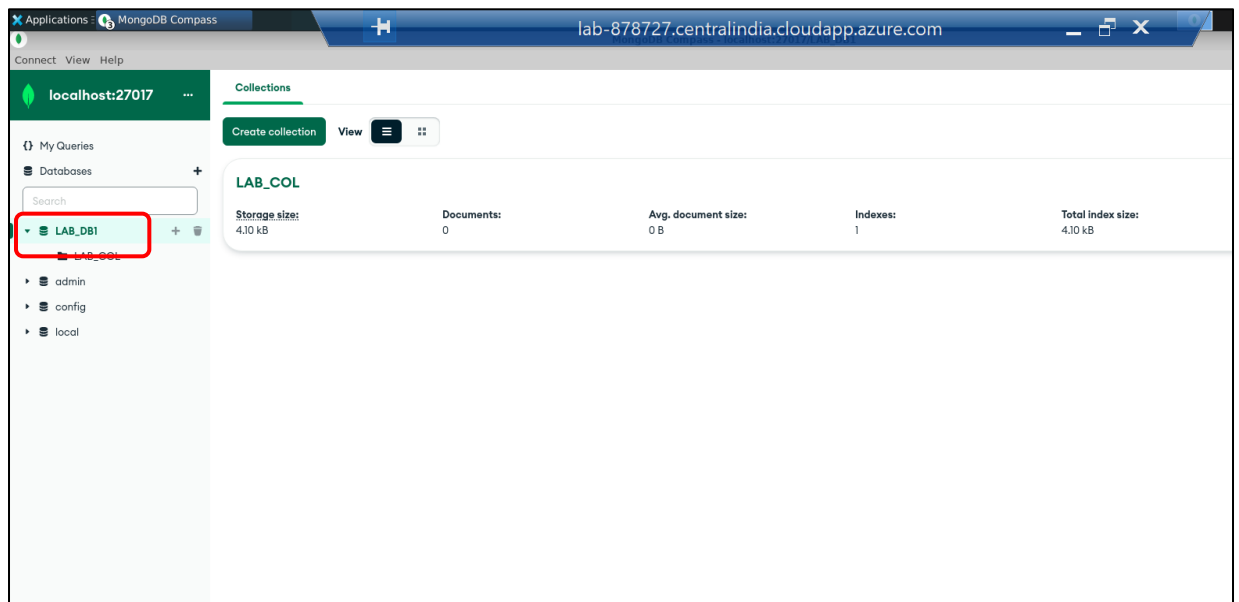 Applications
MongoDB Compass
lab-878727.centralindia.cloudapp.azure.com
Connect View Help
localhost:27017 ...
Collections
Create collection View
My Queries
Databases +
Search
LAB_DB1 +
LAB_COL
admin
config
local
LAB_COL
Storage size: Documents: Avg. document size: Indexes: Total index size:
4.10 kB 0 0 B 1 4.10 kB